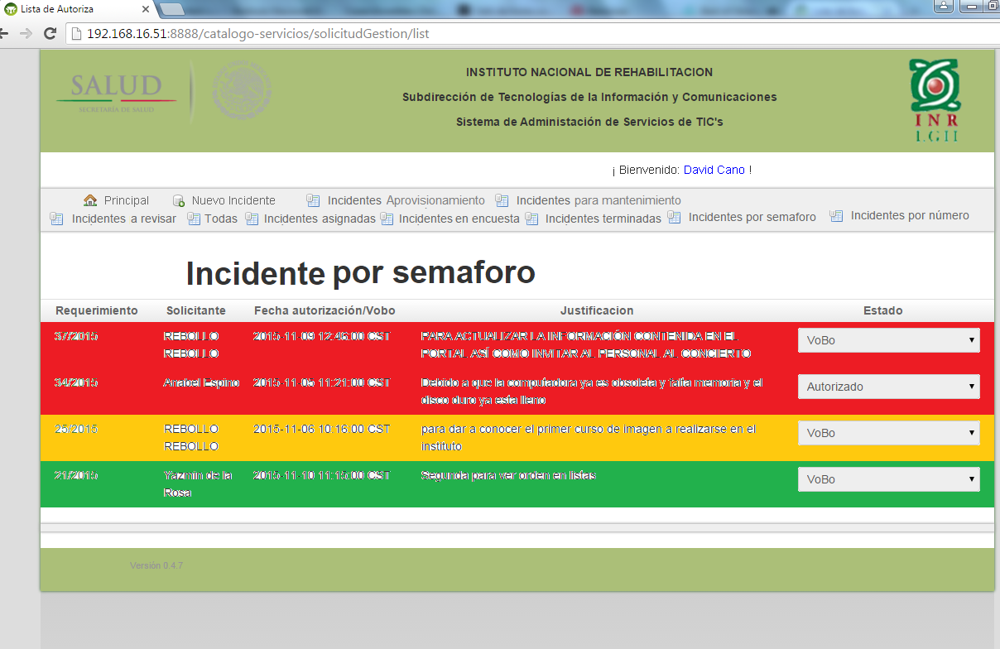 Lista de Autoriza
192.168.16.51:8888/catalogo-servicios/solicitudGestion/list
SALUD
SECRETARÍA DE SALUD
INSTITUTO NACIONAL DE REHABILITACION
Subdirección de Tecnologías de la Información y Comunicaciones
Sistema de Administación de Servicios de TIC's
INR
LGII
¡ Bienvenido: David Cano !
Principal Nuevo Incidente Incidentes Aprovisionamiento Incidentes para mantenimiento
Incidentes a revisar Todas Incidentes asignadas Incidentes en encuesta Incidentes terminadas Incidentes por semaforo Incidentes por número
Incidente por semaforo
Requerimiento Solicitante Fecha autorización/Vobo Justificacion Estado
37/2015 REBOLLO 2015-11-09 12:46:00 CST PARA ACTUALIZAR LA INFORMACIÓN CONTENIDA EN EL VoBo
REBOLLO PORTAL ASÍ COMO INVITAR AL PERSONAL AL CONCIERTO
34/2015 Anabel Espino 2015-11-05 11:21:00 CST Debido a que la computadora ya es obsoleta y falta memoria y el Autorizado
disco duro ya esta lleno
25/2015 REBOLLO 2015-11-06 10:16:00 CST para dar a conocer el primer curso de imagen a realizarse en el VoBo
REBOLLO instituto
21/2015 Yazmin de la 2015-11-10 11:15:00 CST Segunda para ver orden en listas VoBo
Rosa
Versión 0.4.7